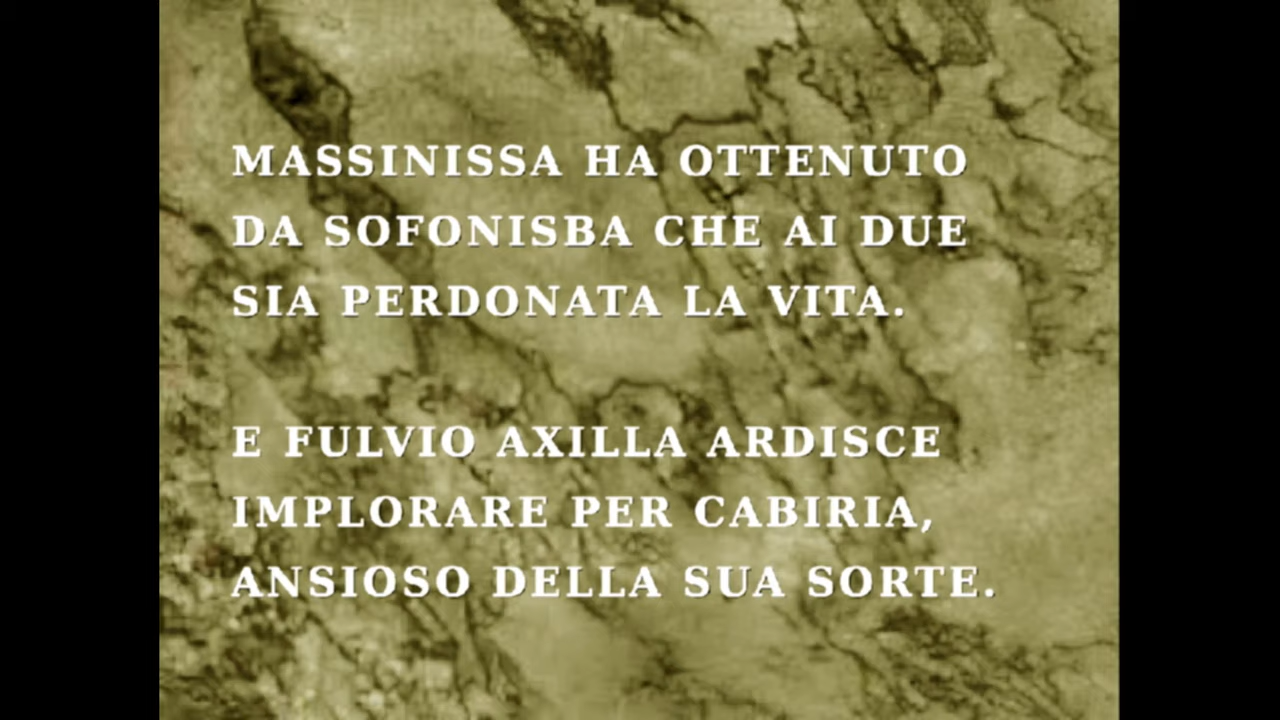 MASSINISSA HA OTTENUTO
DA SOFONISBA CHE AI DUE
SIA PERDONATA LA VITA.
E FULVIO AXILLA ARDISCE
IMPLORARE PER CABIRIA,
ANSIOSO DELLA SUA SORTE.